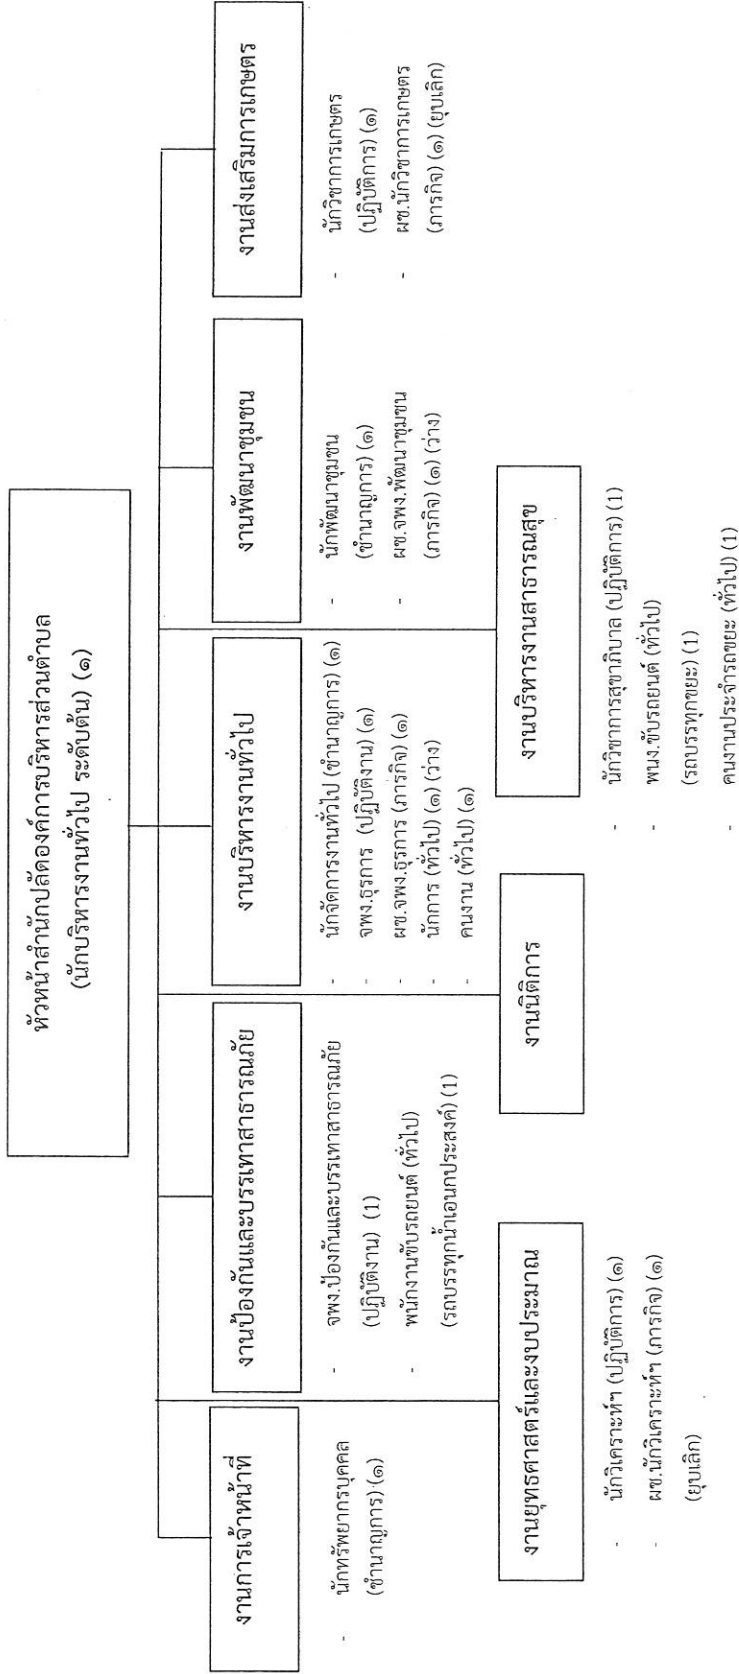 หัวหน้าสำนักปลัดองค์การบริหารส่วนตำบล
(นักบริหารงานทั่วไป ระดับต้น) (๑)
งานการเจ้าหน้าที่
- นักทรัพยากรบุคคล
(ชำนาญการ) (๑)
งานป้องกันและบรรเทาสาธารณภัย
- จพง.ป้องกันและบรรเทาสาธารณภัย
(ปฏิบัติงาน) (1)
- พนักงานขับรถยนต์ (ทั่วไป)
(รถบรรทุกน้ำเอนกประสงค์) (1)
งานบริหารงานทั่วไป
- นักจัดการงานทั่วไป (ชำนาญการ) (๑)
- จพง.ธุรการ (ปฏิบัติงาน) (๑)
- ผช.จพง.ธุรการ (ภารกิจ) (๑)
- นักการ (ทั่วไป) (๑) (ว่าง)
- คนงาน (ทั่วไป) (๑)
งานพัฒนาชุมชน
- นักพัฒนาชุมชน
(ชำนาญการ) (๑)
- ผช.จพง.พัฒนาชุมชน
(ภารกิจ) (๑) (ว่าง)
งานส่งเสริมการเกษตร
- นักวิชาการเกษตร
(ปฏิบัติการ) (๑)
- ผช.นักวิชาการเกษตร
(ภารกิจ) (๑) (ยุบเลิก)
งานยุทธศาสตร์และงบประมาณ
- นักวิเคราะห์ฯ (ปฏิบัติการ) (๑)
- ผช.นักวิเคราะห์ฯ (ภารกิจ) (๑)
(ยุบเลิก)
งานนิติการ
งานบริหารงานสาธารณสุข
- นักวิชาการสุขาภิบาล (ปฏิบัติการ) (1)
- พนง.ขับรถยนต์ (ทั่วไป)
(รถบรรทุกขยะ) (1)
- คนงานประจำรถขยะ (ทั่วไป) (1)